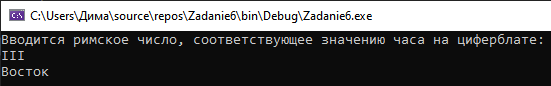 C:\Users\Дима\source\repos\Zadanie6\bin\Debug\Zadanie6.exe
Вводится римское число, соответствующее значению часа на циферблате:
III
Восток